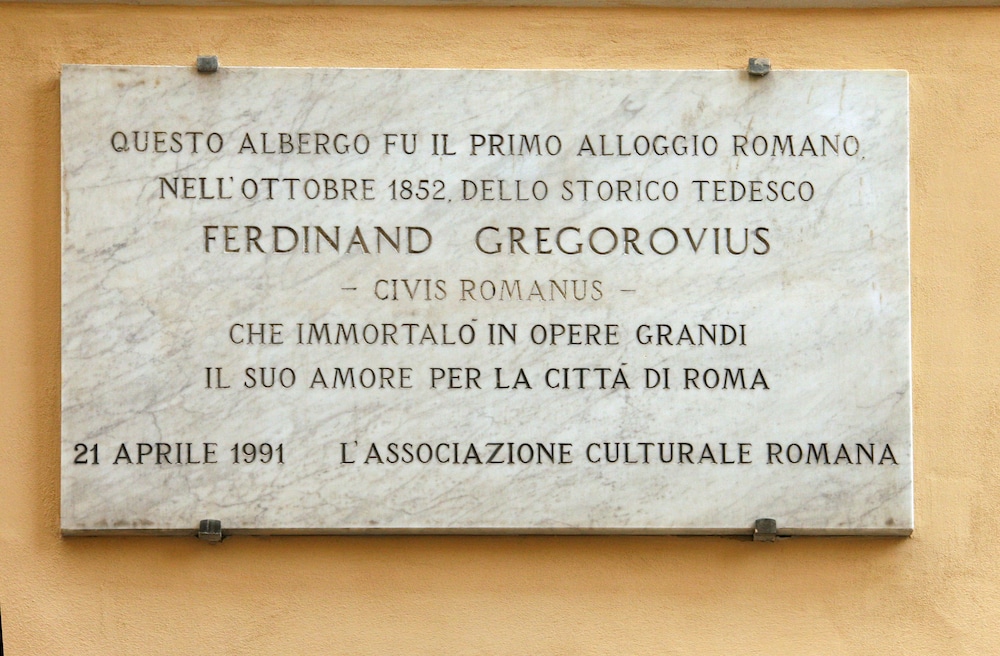 QUESTO ALBERGO FU IL PRIMO ALLOGGIO ROMANO,
NELL'OTTOBRE 1852, DELLO STORICO TEDESCO
FERDINAND GREGOROVIUS
- CIVIS ROMANUS -
CHE IMMORTALÒ IN OPERE GRANDI
IL SUO AMORE PER LA CITTÀ DI ROMA
21 APRILE 1991 L'ASSOCIAZIONE CULTURALE ROMANA